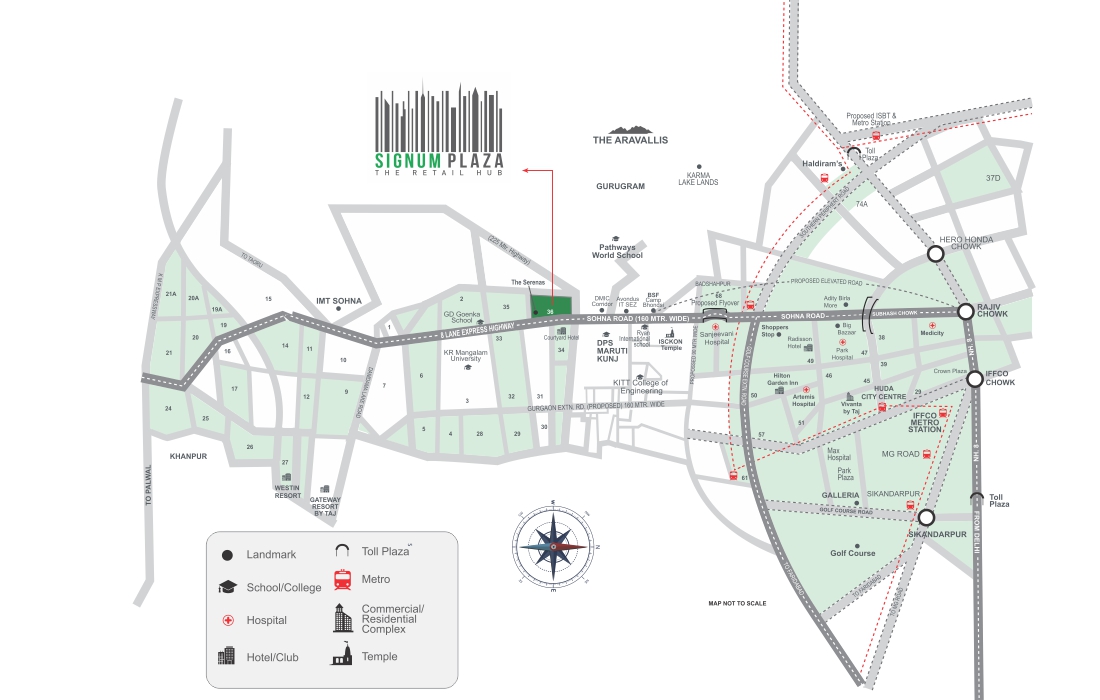 SIGNUM PLAZA
THE RETAIL HUB
THE ARAVALLIS
GURUGRAM
KARMA
LAKE LANDS
Pathways
World School
Proposed ISBT &
Metro Station
Toll
Plaza
Haldiram's
37D
74A
HERO HONDA
CHOWK
RAJIV
CHOWK
IFFCO
CHOWK
(225 Mtr. Highway)
The Serenas
IMT SOHNA
21A
20A
19A
15
19
20
21
16
14
11
10
17
12
9
24
25
26
27
KHANPUR
TO PALWAL
WESTIN
RESORT
GATEWAY
RESORT
BY TAJ
1
2
35
36
GD Goenka
School
8 LANE EXPRESS HIGHWAY
33
34
KR Mangalam
University
7
6
3
32
31
5
4
28
29
30
Courtyard Hotel
DMIC
Corridor
Avondus
IT SEZ
BSF
Camp
Bhondsi
SOHNA ROAD (160 MTR. WIDE)
DPS
MARUTI
KUNJ
Ryan
International
school
ISCKON
Temple
KITT College of
Engineering
GURGAON EXTN. RD. (PROPOSED) 160 MTR. WIDE
BADSHAHPUR
68
Proposed Flyover
Sanjeevani
Hospital
PROPOSED ELEVATED ROAD
SOHNA ROAD
SUBHASH CHOWK
Adity Birla
More
Shoppers
Stop
Radisson
Hotel
Big
Bazaar
Park
Hospital
Medicity
38
47
49
46
45
39
Crown Plaza
Hilton
Garden Inn
Artemis
Hospital
Vivanta
by Taj
29
HUDA
CITY CENTRE
IFFCO
METRO
STATION
50
51
57
61
GOLF COURSE EXTN. ROAD
Max
Hospital
Park
Plaza
MG ROAD
GALLERIA
SIKANDARPUR
GOLF COURSE ROAD
SIKANDARPUR
Golf Course
NH 8
NH 8
FROM DELHI
Toll
Plaza
MAP NOT TO SCALE
Landmark
School/College
Hospital
Hotel/Club
Toll Plaza
Metro
Commercial/
Residential
Complex
Temple